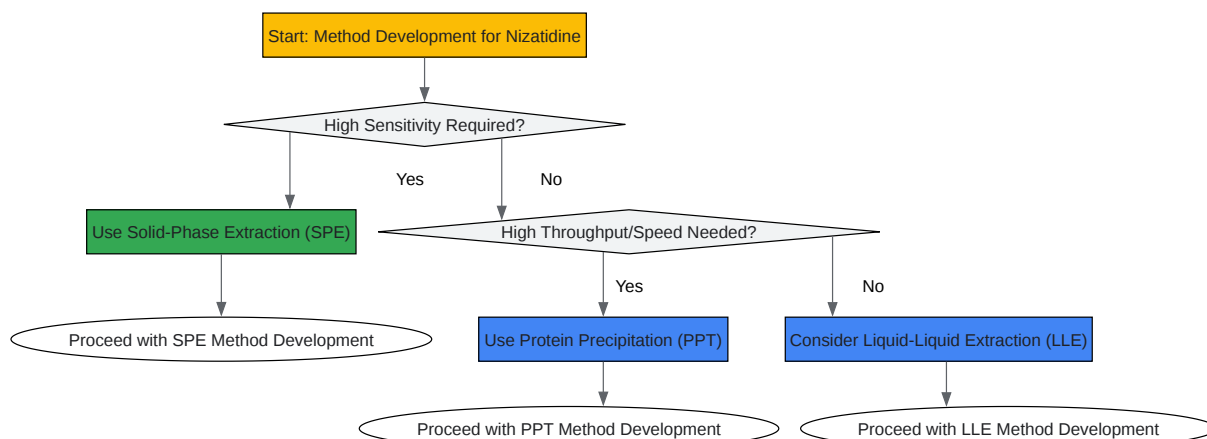 Start: Method Development for Nizatidine
High Sensitivity Required?
Yes
No
Use Solid-Phase Extraction (SPE)
High Throughput/Speed Needed?
Yes
No
Proceed with SPE Method Development
Use Protein Precipitation (PPT)
Consider Liquid-Liquid Extraction (LLE)
Proceed with PPT Method Development
Proceed with LLE Method Development